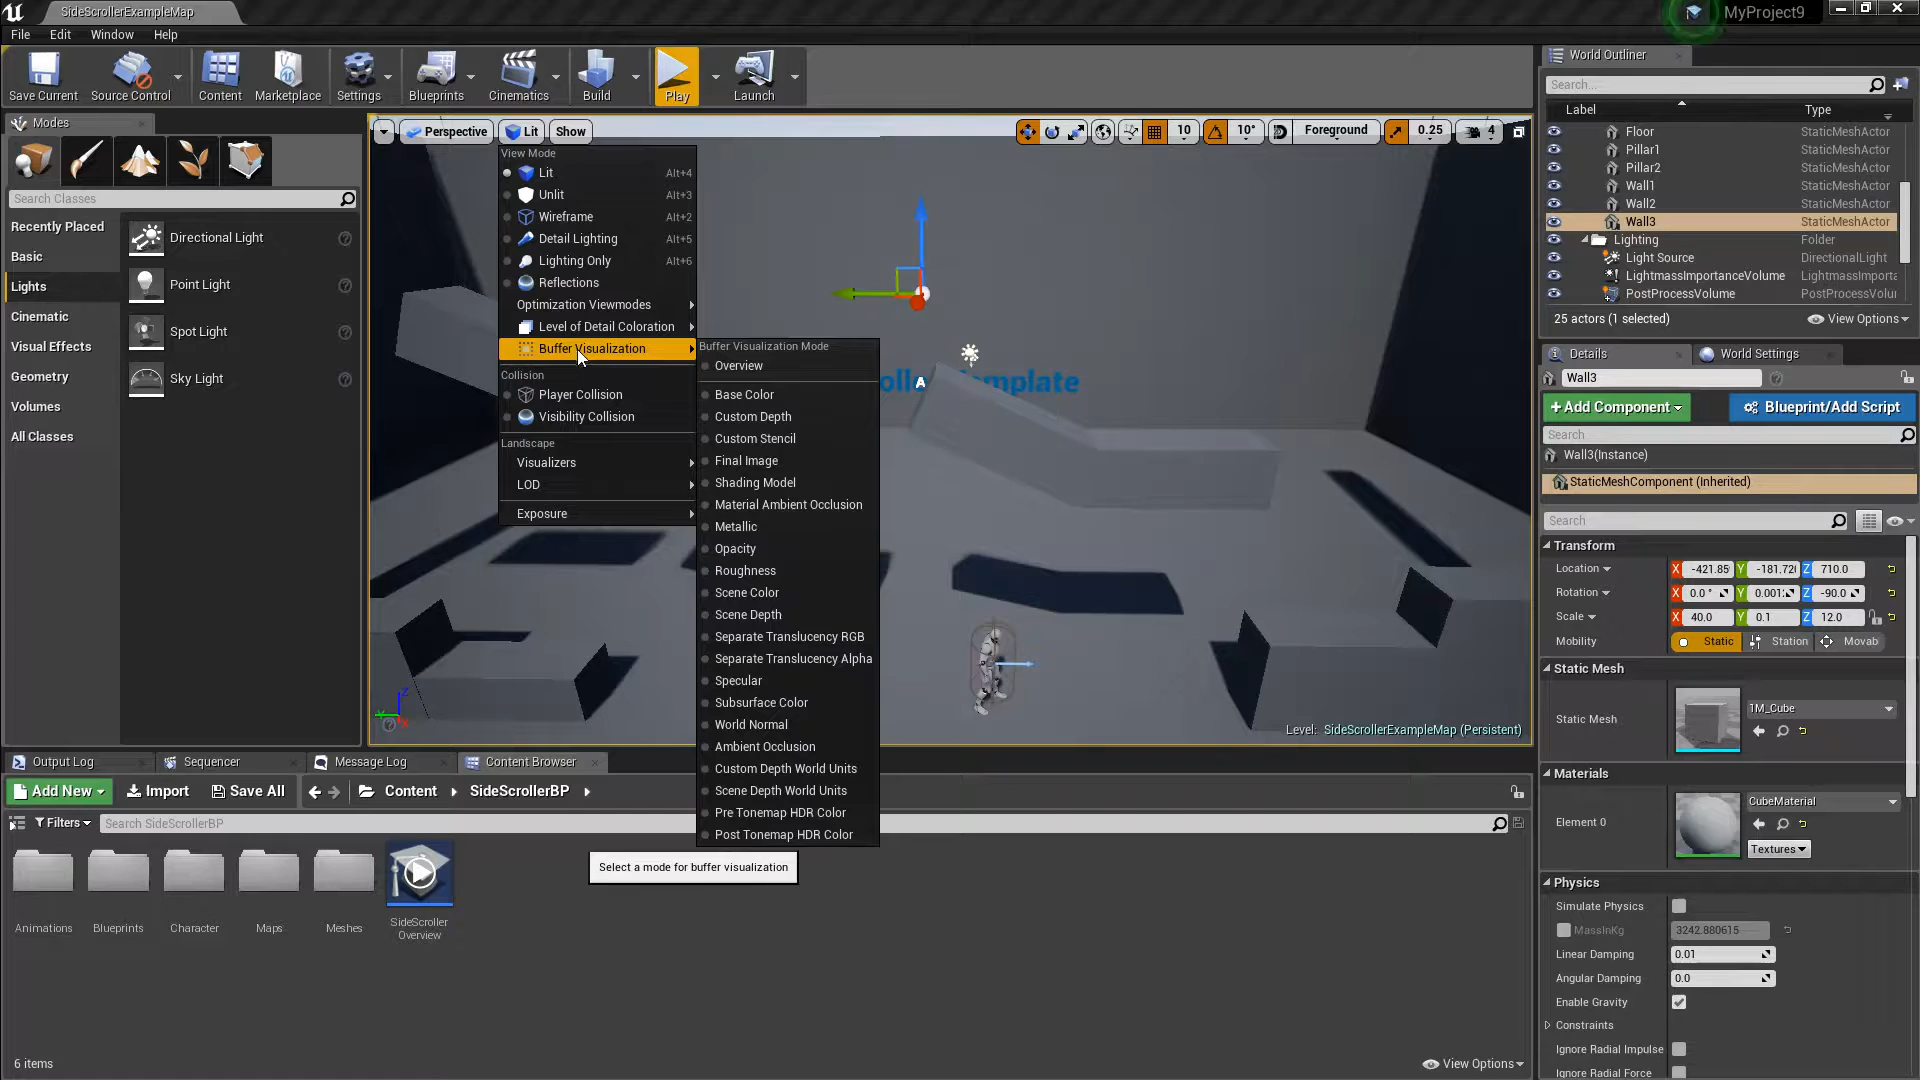 SideScrollerExampleMap
MyProject9
File Edit Window Help
Save Current
Source Control
Content
Marketplace
Settings
Blueprints
Cinematics
Build
Play
Launch
Modes
Search Classes
Recently Placed
Basic
Lights
Cinematic
Visual Effects
Geometry
Volumes
All Classes
Directional Light
Point Light
Spot Light
Sky Light
Perspective Lit Show
10 10° Foreground 0.25 4
View Mode
Lit Alt+4
Unlit Alt+3
Wireframe Alt+2
Detail Lighting Alt+5
Lighting Only Alt+6
Reflections
Optimization Viewmodes
Level of Detail Coloration
Buffer Visualization
Collision
Player Collision
Visibility Collision
Landscape
Visualizers
LOD
Exposure
Buffer Visualization Mode
Overview
Base Color
Custom Depth
Custom Stencil
Final Image
Shading Model
Material Ambient Occlusion
Metallic
Opacity
Roughness
Scene Color
Scene Depth
Separate Translucency RGB
Separate Translucency Alpha
Specular
Subsurface Color
World Normal
Ambient Occlusion
Custom Depth World Units
Scene Depth World Units
Pre Tonemap HDR Color
Post Tonemap HDR Color
Select a mode for buffer visualization
A
Level: SideScrollerExampleMap (Persistent)
World Outliner
Search...
Label Type
Floor StaticMeshActor
Pillar1 StaticMeshActor
Pillar2 StaticMeshActor
Wall1 StaticMeshActor
Wall2 StaticMeshActor
Wall3 StaticMeshActor
Lighting Folder
Light Source DirectionalLight
LightmassImportanceVolume LightmassImporta
PostProcessVolume PostProcessVolu
25 actors (1 selected) View Options
Details World Settings
Wall3
+Add Component Blueprint/Add Script
Search
Wall3(Instance)
StaticMeshComponent (Inherited)
Search
Transform
Location X -421.85 Y -181.72 Z 710.0
Rotation X 0.0 ° Y 0.001 Z -90.0
Scale X 40.0 Y 0.1 Z 12.0
Mobility Static Station Movab
Static Mesh
Static Mesh 1M_Cube
Materials
Element 0 CubeMaterial
Textures
Physics
Simulate Physics
MassInKg 3242.880615
Linear Damping 0.01
Angular Damping 0.0
Enable Gravity
Constraints
Ignore Radial Impulse
Ignore Radial Force
Output Log Sequencer Message Log Content Browser
Add New Import Save All Content SideScrollerBP
Filters Search SideScrollerBP
Animations
Blueprints
Character
Maps
Meshes
SideScroller
Overview
6 items
View Options